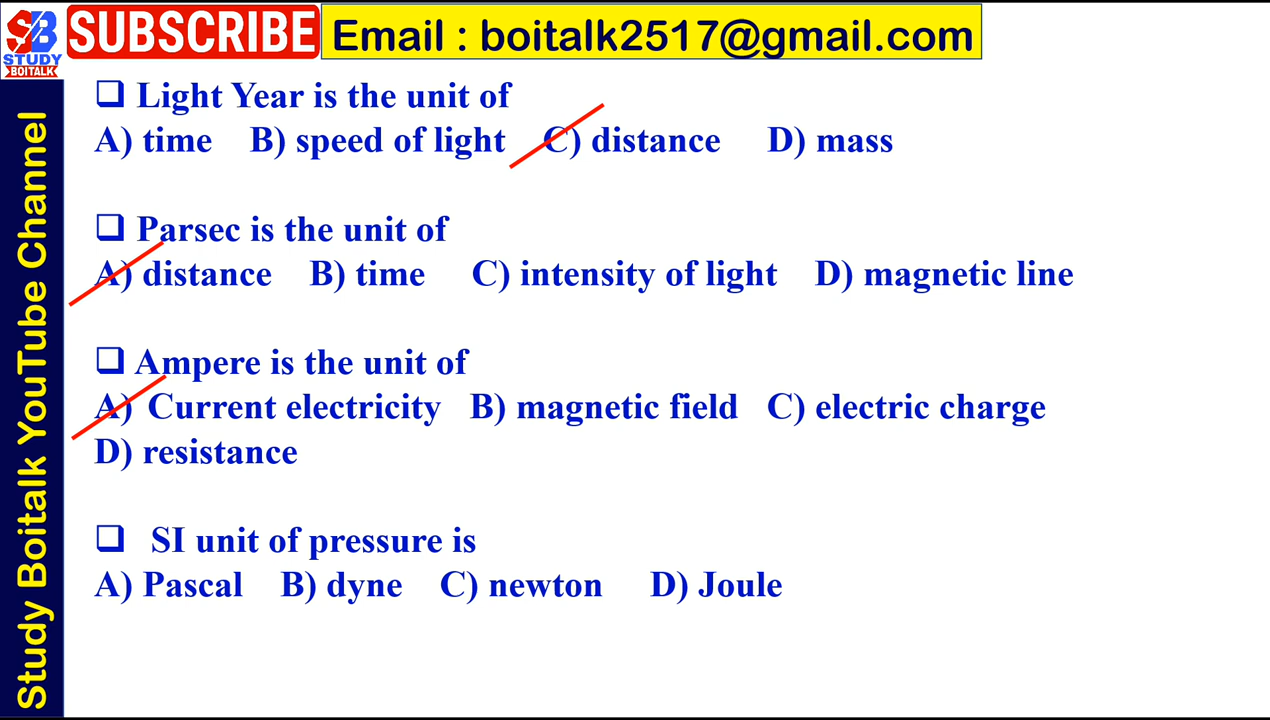 SB
STUDY
BOITALK
SUBSCRIBE
Email : boitalk2517@gmail.com
Study Boitalk YouTube Channel
Light Year is the unit of
A) time B) speed of light C) distance D) mass
Parsec is the unit of
A) distance B) time C) intensity of light D) magnetic line
Ampere is the unit of
A) Current electricity B) magnetic field C) electric charge
D) resistance
SI unit of pressure is
A) Pascal B) dyne C) newton D) Joule